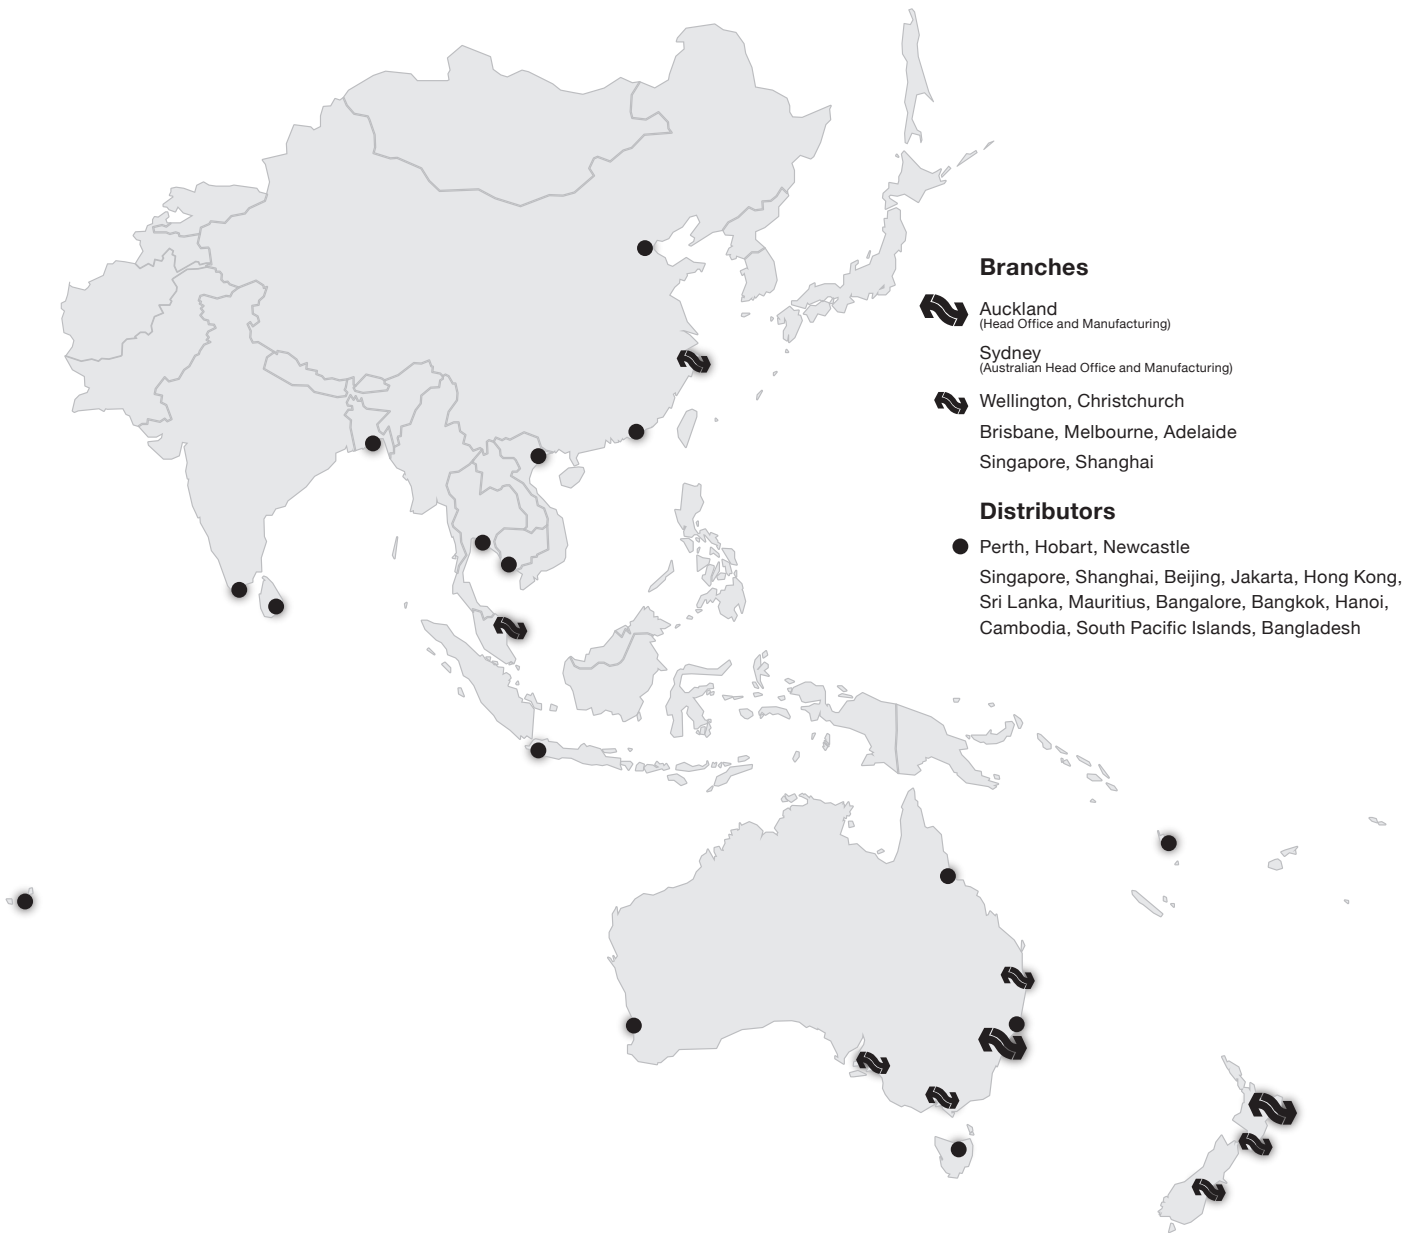 Branches
Auckland
(Head Office and Manufacturing)
Sydney
(Australian Head Office and Manufacturing)
Wellington, Christchurch
Brisbane, Melbourne, Adelaide
Singapore, Shanghai
Distributors
Perth, Hobart, Newcastle
Singapore, Shanghai, Beijing, Jakarta, Hong Kong,
Sri Lanka, Mauritius, Bangalore, Bangkok, Hanoi,
Cambodia, South Pacific Islands, Bangladesh